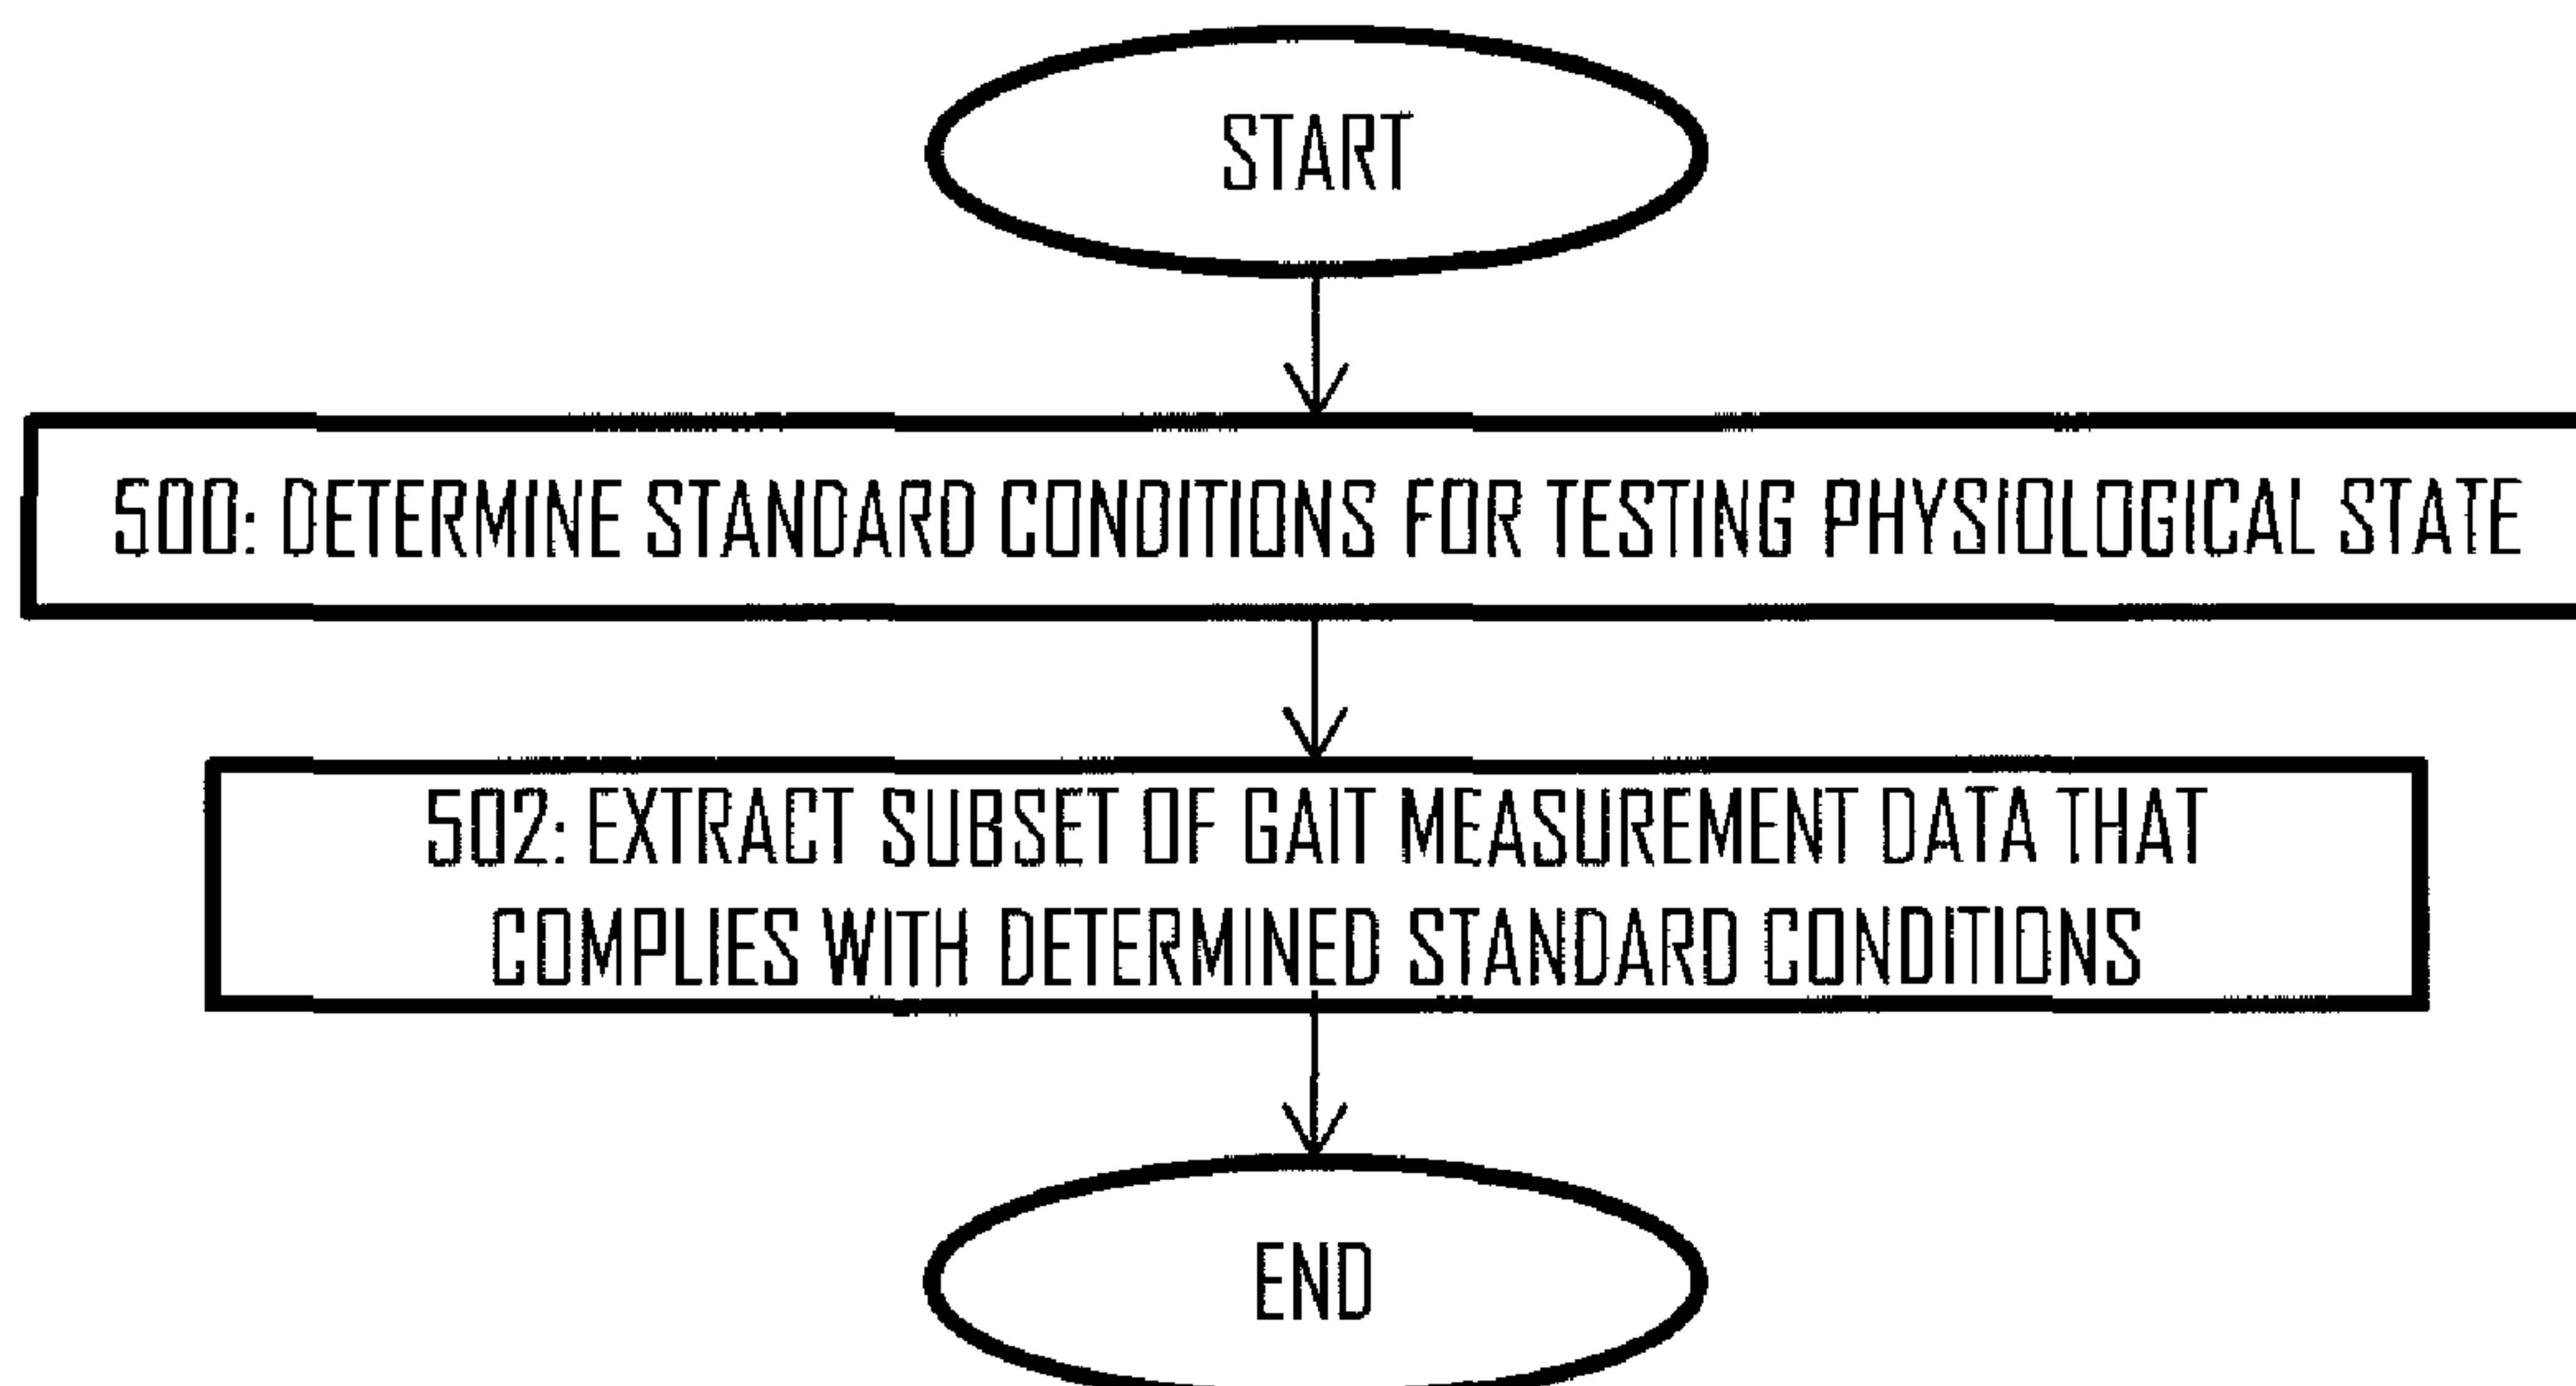 START
500: DETERMINE STANDARD CONDITIONS FOR TESTING PHYSIOLOGICAL STATE
502: EXTRACT SUBSET OF GAIT MEASUREMENT DATA THAT
COMPLIES WITH DETERMINED STANDARD CONDITIONS
END